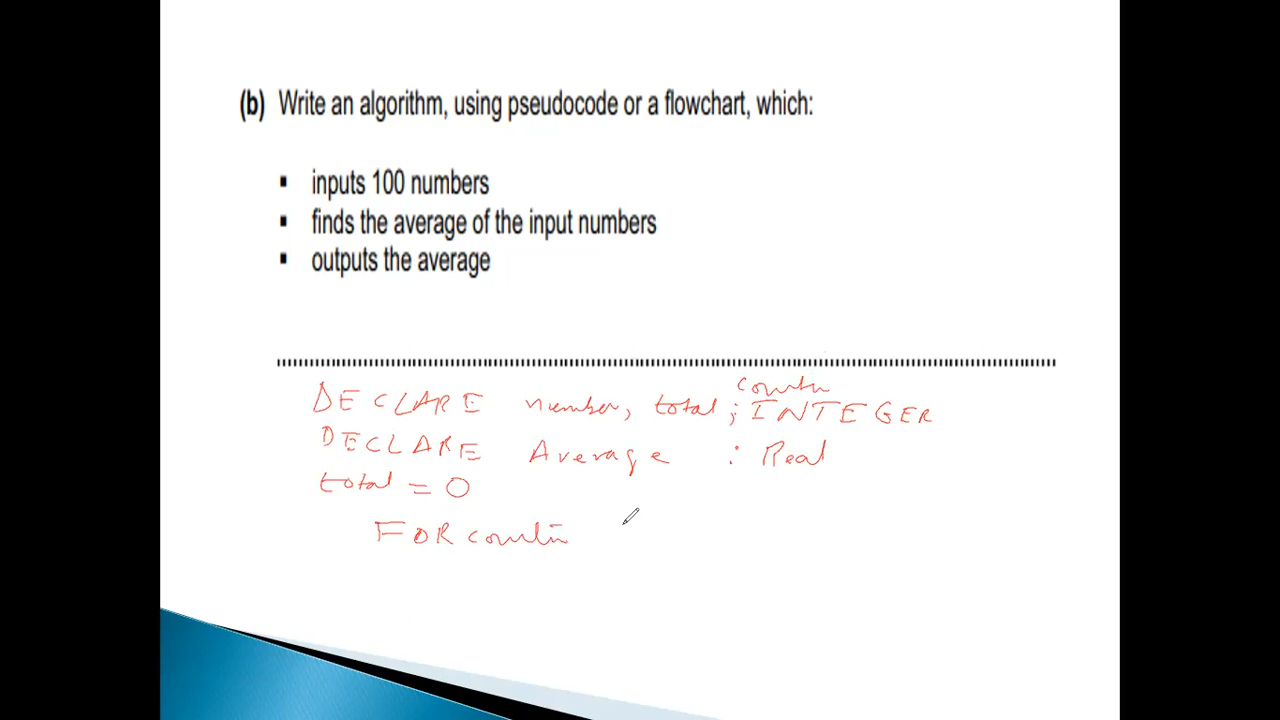 (b) Write an algorithm, using pseudocode or a flowchart, which:
▪ inputs 100 numbers
▪ finds the average of the input numbers
▪ outputs the average
counter
DECLARE number, total ; INTEGER
DECLARE Average : Real
total = 0
FOR counter